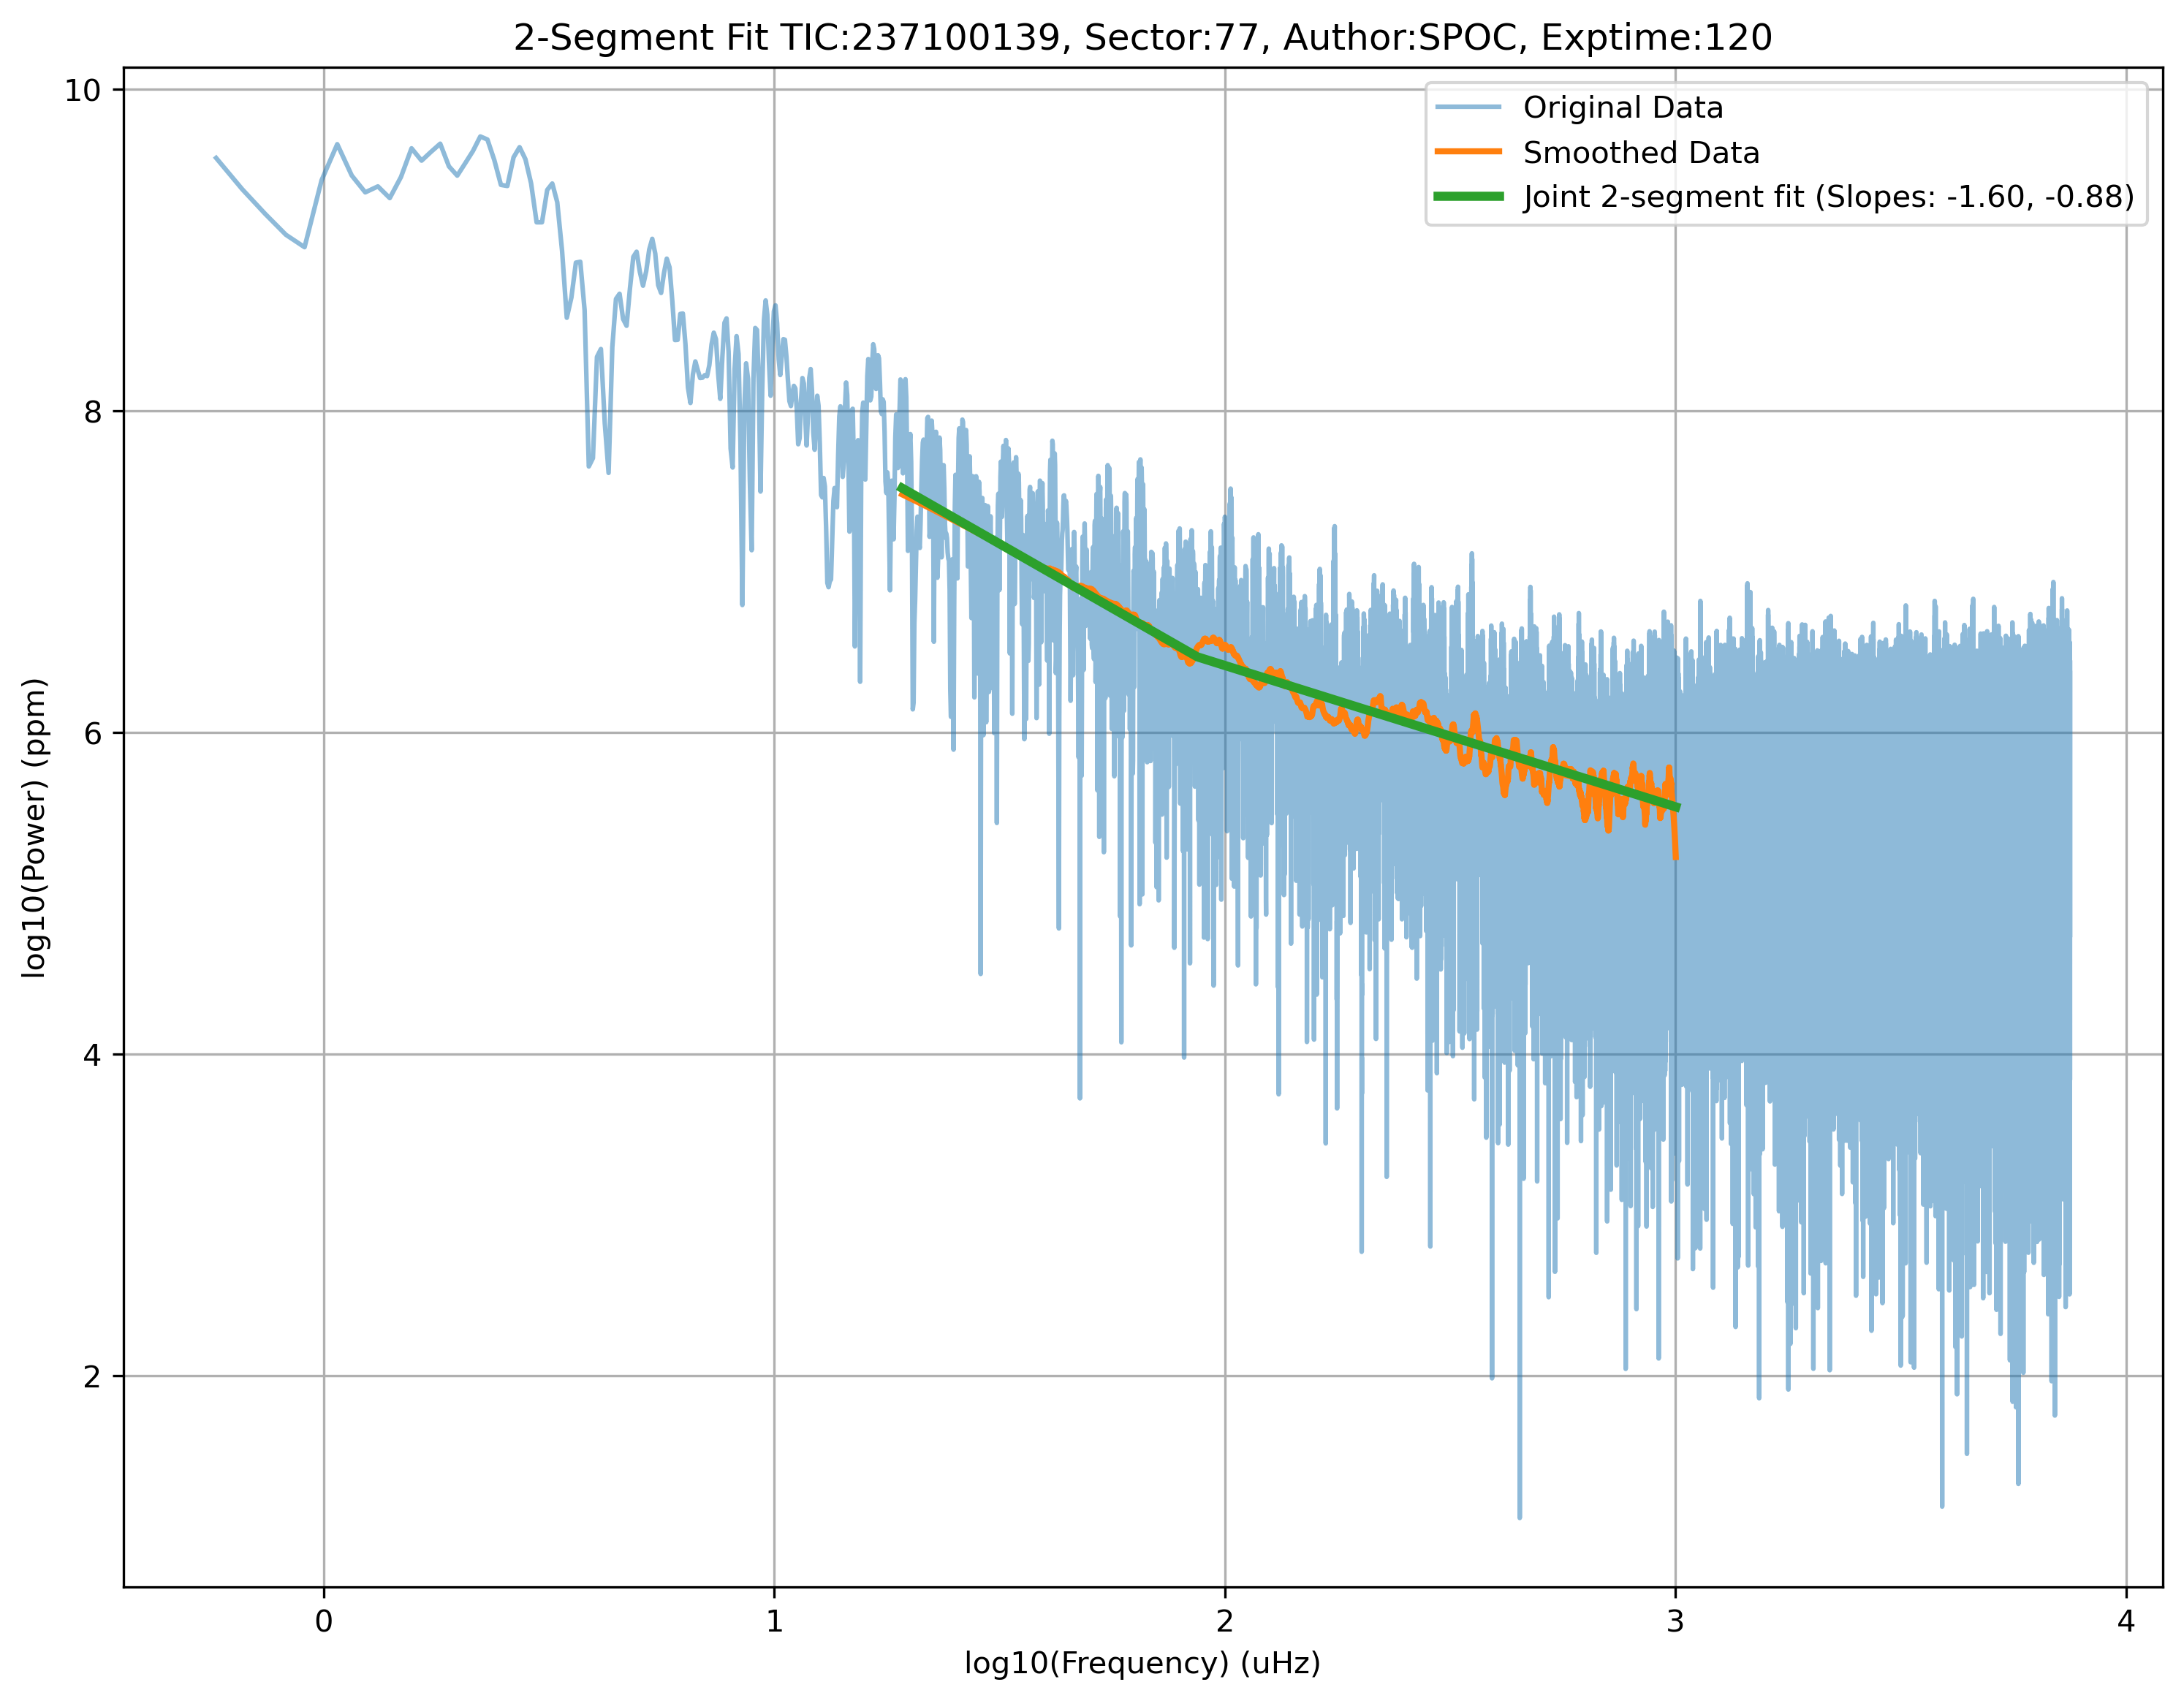 2-Segment Fit TIC:237100139, Sector:77, Author:SPOC, Exptime:120
Original Data
Smoothed Data
Joint 2-segment fit (Slopes: -1.60, -0.88)
log10(Power) (ppm)
10
8
6
4
2
0 1 2 3 4
log10(Frequency) (uHz)